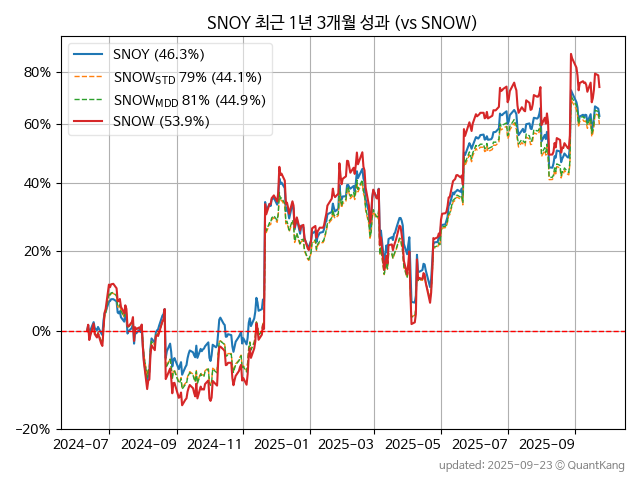 SNOY 최근 1년 3개월 성과 (vs SNOW)
SNOY (46.3%)
SNOW_STD 79% (44.1%)
SNOW_MDD 81% (44.9%)
SNOW (53.9%)
80%
60%
40%
20%
0%
−20%
2024-07 2024-09 2024-11 2025-01 2025-03 2025-05 2025-07 2025-09
updated: 2025-09-23 © QuantKang